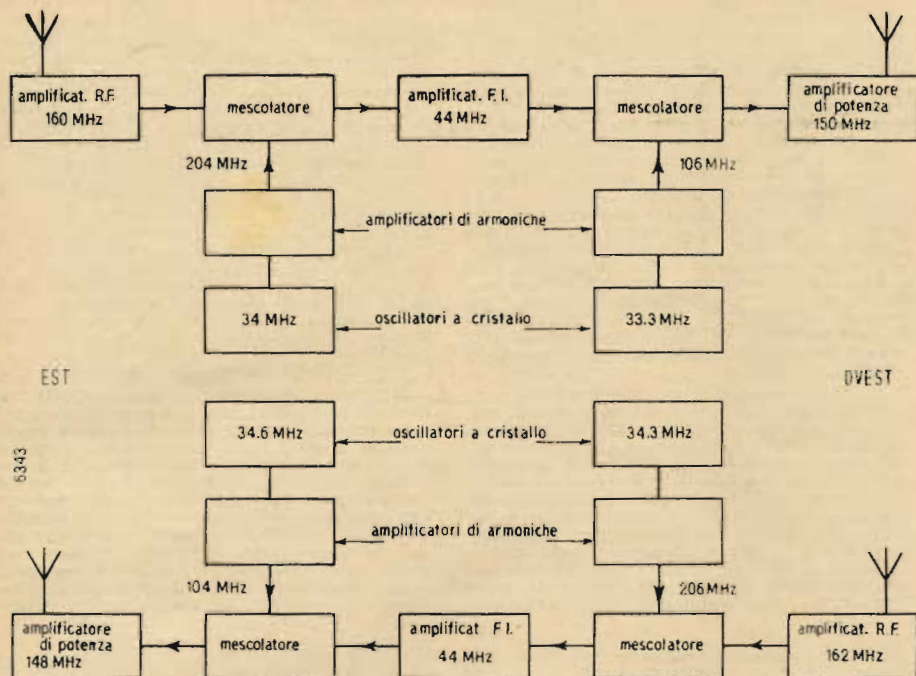 amplificat. R.F.
160 MHz
mescolatore
amplificat. F. I.
44 MHz
mescolatore
amplificatore
di potenza
150 MHz
204 MHz
106 MHz
amplificatori di armoniche
34 MHz
oscillatori a cristallo
33.3 MHz
EST
OVEST
34.6 MHz
oscillatori a cristallo
34.3 MHz
6343
amplificatori di armoniche
104 MHz
206 MHz
amplificatore
di potenza
148 MHz
mescolatore
amplificat F I.
44 MHz
mescolatore
amplificat. R.F.
162 MHz